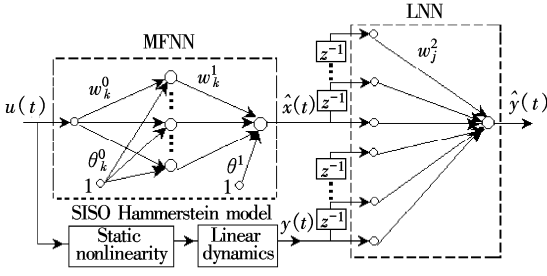 LNN
MFNN
z⁻¹
w_j^2
w_k^0
w_k^1
z⁻¹
u(t)
x̂(t)
ŷ(t)
θ_k^0
θ^1
z⁻¹
1
1
SISO Hammerstein model
y(t)
z⁻¹
Static nonlinearity
Linear dynamics